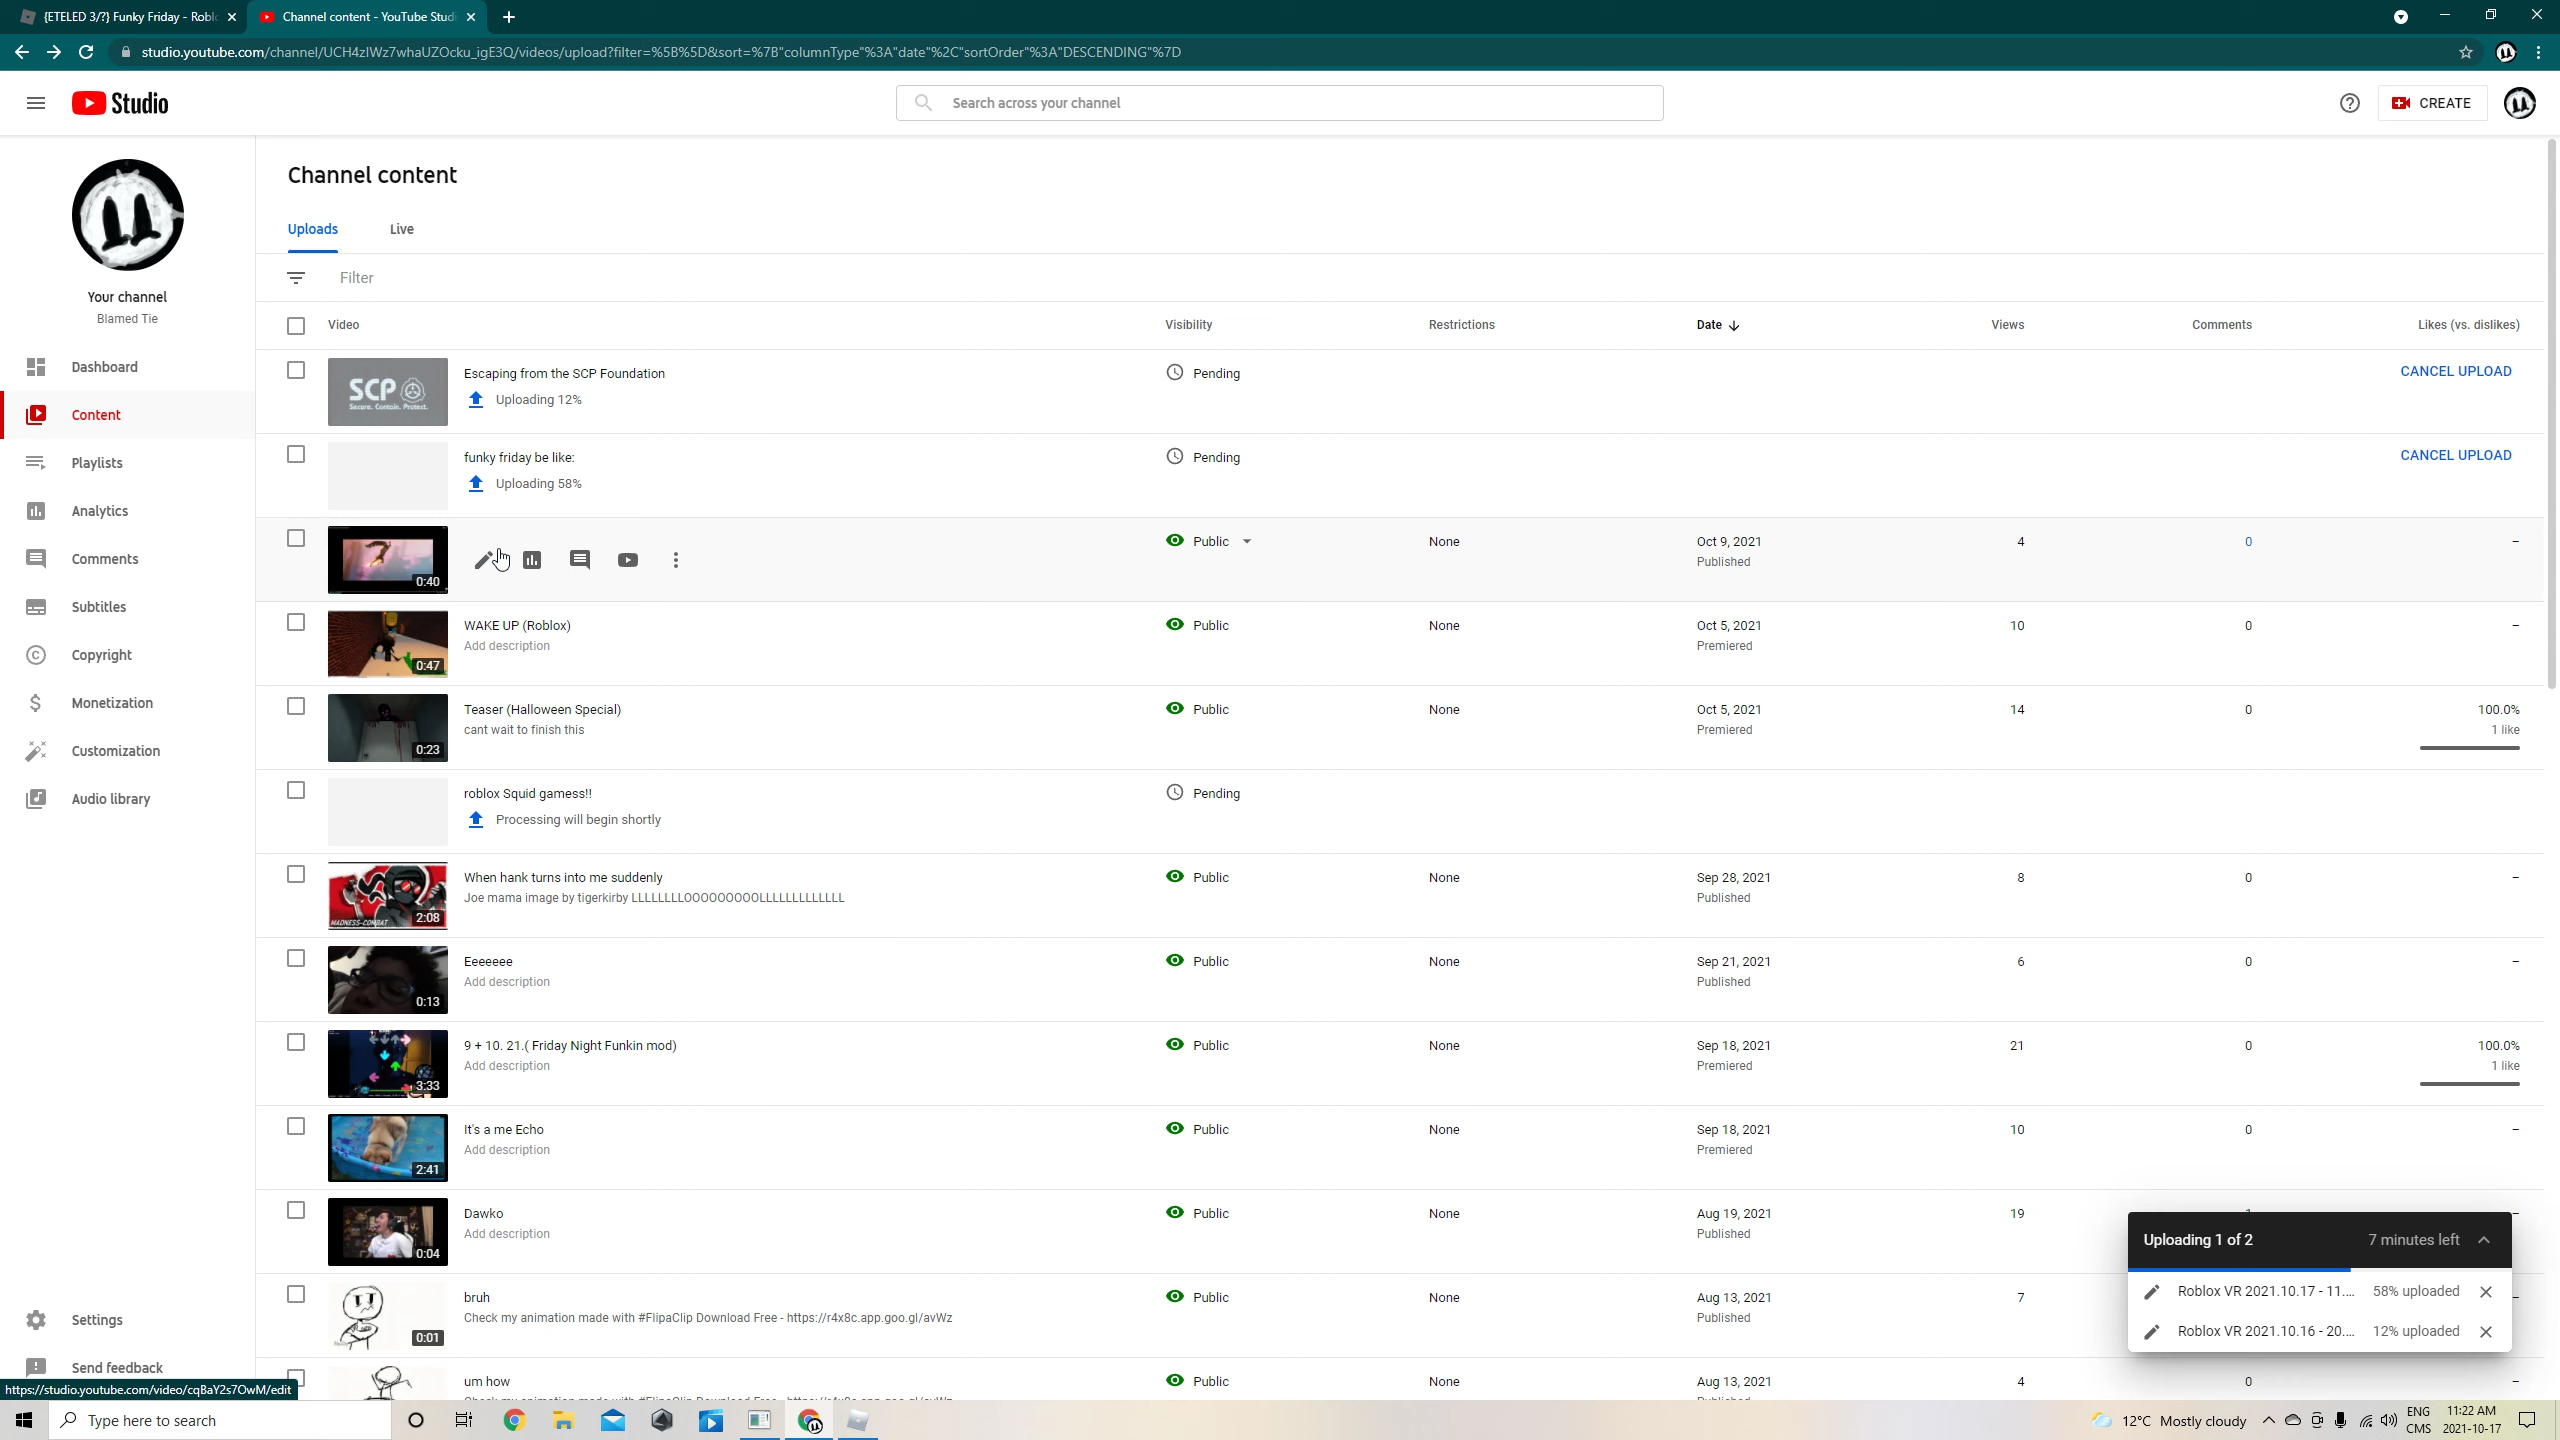 {ETELED 3/?} Funky Friday - Robl
Channel content - YouTube Studi
studio.youtube.com/channel/UCH4zIWz7whaUZOcku_igE3Q/videos/upload?filter=%5B%5D&sort=%7B"columnType"%3A"date"%2C"sortOrder"%3A"DESCENDING"%7D
Studio
Search across your channel
CREATE
Channel content
Uploads Live
Filter
Your channel
Blamed Tie
Dashboard
Content
Playlists
Analytics
Comments
Subtitles
Copyright
Monetization
Customization
Audio library
Settings
Send feedback
Video Visibility Restrictions Date Views Comments Likes (vs. dislikes)
SCP
Secure. Contain. Protect.
Escaping from the SCP Foundation Pending CANCEL UPLOAD
Uploading 12%
funky friday be like: Pending CANCEL UPLOAD
Uploading 58%
0:40 Public None Oct 9, 2021 4 0 –
Published
WAKE UP (Roblox) Public None Oct 5, 2021 10 0 –
Add description Premiered
0:47
Teaser (Halloween Special) Public None Oct 5, 2021 14 0 100.0%
cant wait to finish this Premiered 1 like
0:23
roblox Squid gamess!! Pending
Processing will begin shortly
When hank turns into me suddenly Public None Sep 28, 2021 8 0 –
Joe mama image by tigerkirby LLLLLLLLOOOOOOOOOLLLLLLLLLLLLL Published
MADNESS-COMBAT 2:08
Eeeeeee Public None Sep 21, 2021 6 0 –
Add description Published
0:13
9 + 10. 21.( Friday Night Funkin mod) Public None Sep 18, 2021 21 0 100.0%
Add description Premiered 1 like
3:33
It's a me Echo Public None Sep 18, 2021 10 0 –
Add description Premiered
2:41
Dawko Public None Aug 19, 2021 19
Add description Published
0:04
bruh Public None Aug 13, 2021 7
Check my animation made with #FlipaClip Download Free - https://r4x8c.app.goo.gl/avWz Published
0:01
um how Public None Aug 13, 2021 4 0 –
Uploading 1 of 2 7 minutes left
Roblox VR 2021.10.17 - 11.... 58% uploaded
Roblox VR 2021.10.16 - 20.... 12% uploaded
https://studio.youtube.com/video/cqBaY2s7OwM/edit
Type here to search
12°C Mostly cloudy
ENG
CMS
11:22 AM
2021-10-17